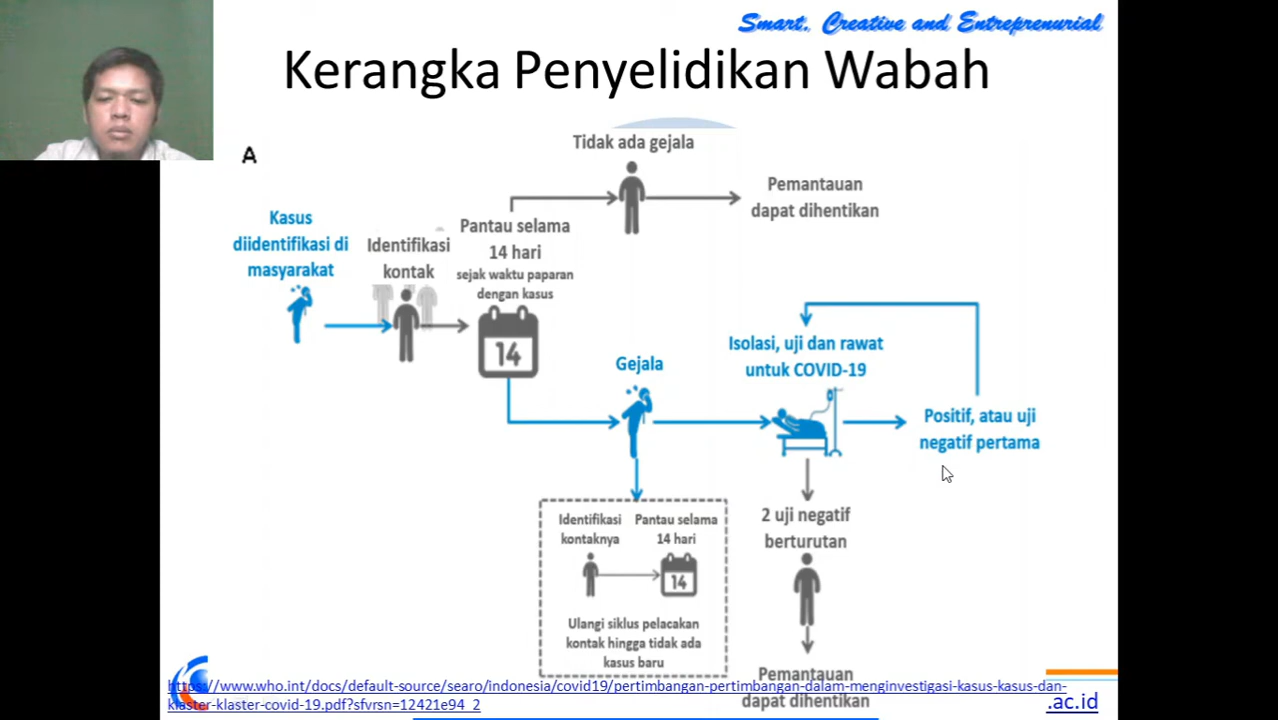 Smart, Creative and Entreprenurial
Kerangka Penyelidikan Wabah
A
Tidak ada gejala
Pemantauan
dapat dihentikan
Kasus
diidentifikasi di
masyarakat
Identifikasi
kontak
Pantau selama
14 hari
sejak waktu paparan
dengan kasus
14
Gejala
Isolasi, uji dan rawat
untuk COVID-19
Positif, atau uji
negatif pertama
Identifikasi
kontaknya
Pantau selama
14 hari
14
Ulangi siklus pelacakan
kontak hingga tidak ada
kasus baru
2 uji negatif
berturutan
Pemantauan
dapat dihentikan
https://www.who.int/docs/default-source/searo/indonesia/covid19/pertimbangan-pertimbangan-dalam-menginvestigasi-kasus-kasus-dan-
klaster-klaster-covid-19.pdf?sfvrsn=12421e94_2
.ac.id